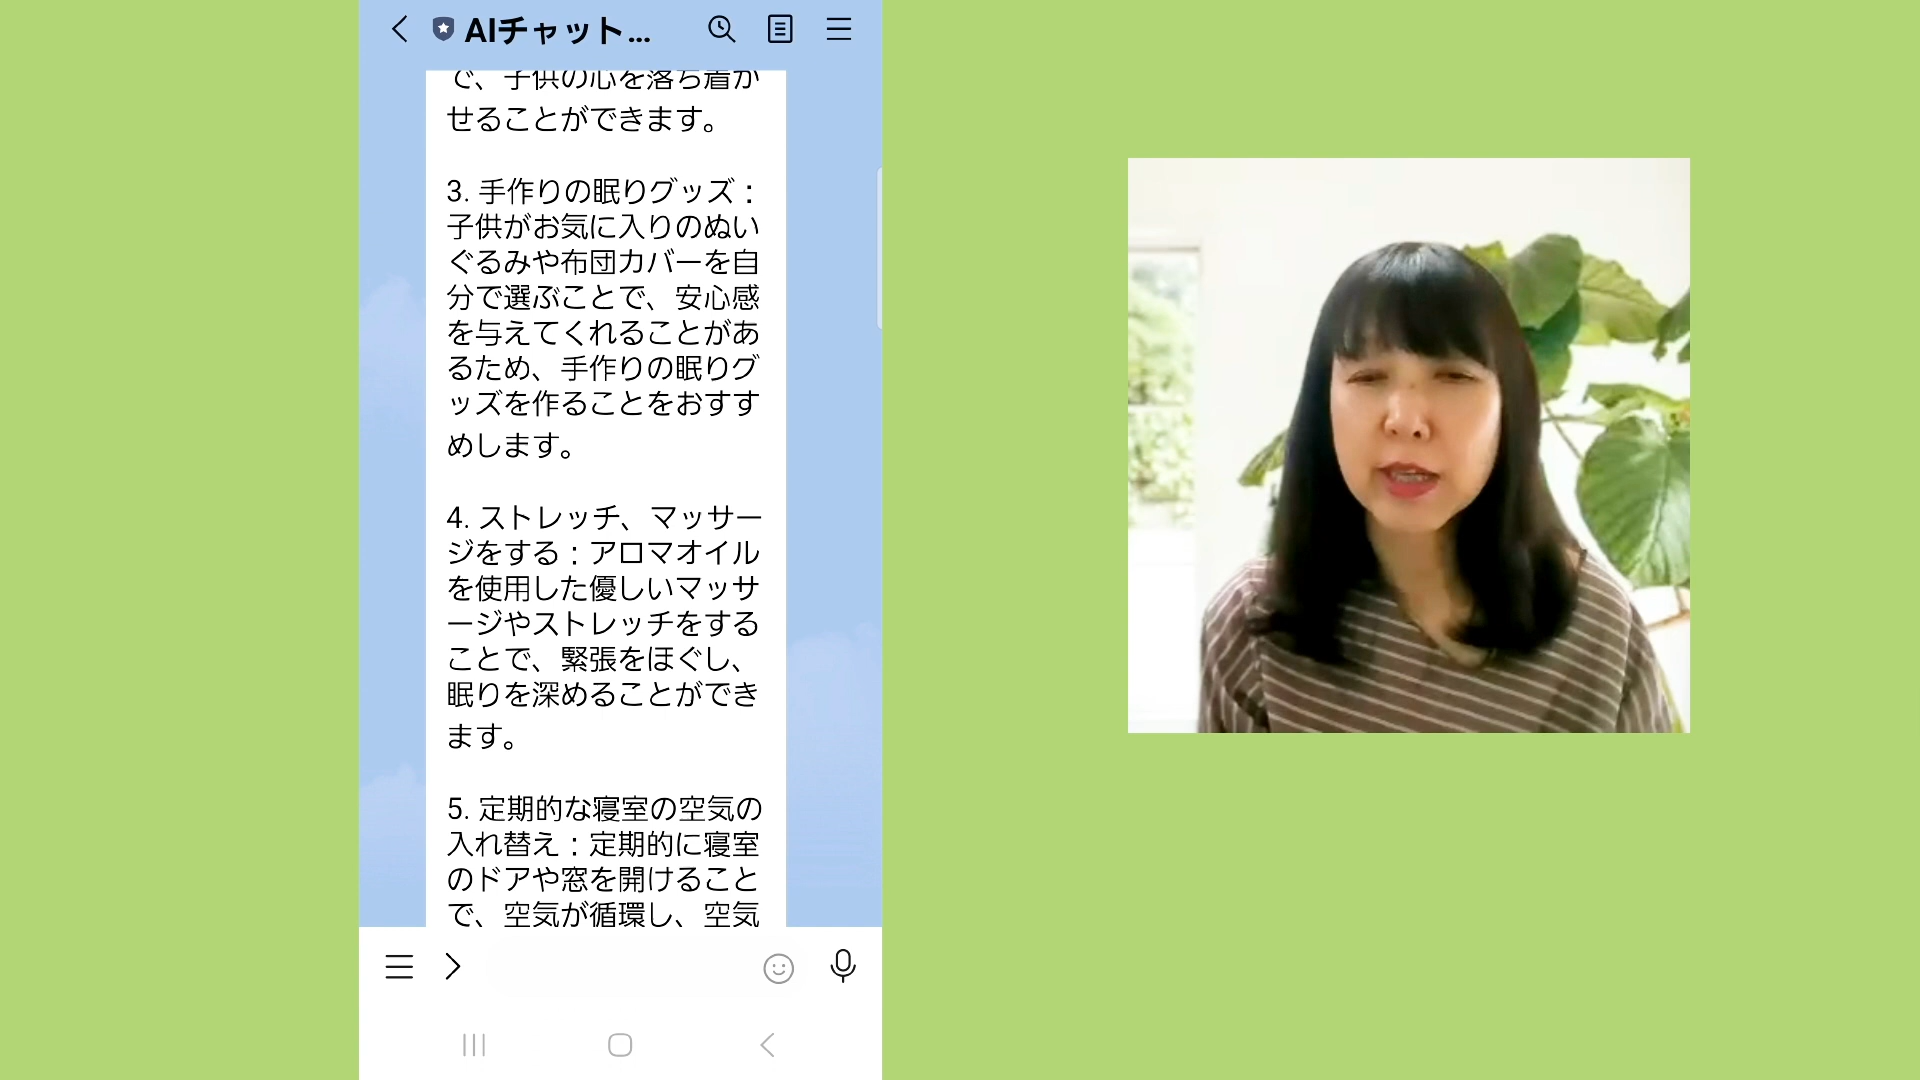 AIチャット...
で、子供の心を落ち着か
せることができます。
3. 手作りの眠りグッズ：
子供がお気に入りのぬい
ぐるみや布団カバーを自
分で選ぶことで、安心感
を与えてくれることがあ
るため、手作りの眠りグ
ッズを作ることをおすす
めします。
4. ストレッチ、マッサー
ジをする：アロマオイル
を使用した優しいマッサ
ージやストレッチをする
ことで、緊張をほぐし、
眠りを深めることができ
ます。
5. 定期的な寝室の空気の
入れ替え：定期的に寝室
のドアや窓を開けること
で、空気が循環し、空気